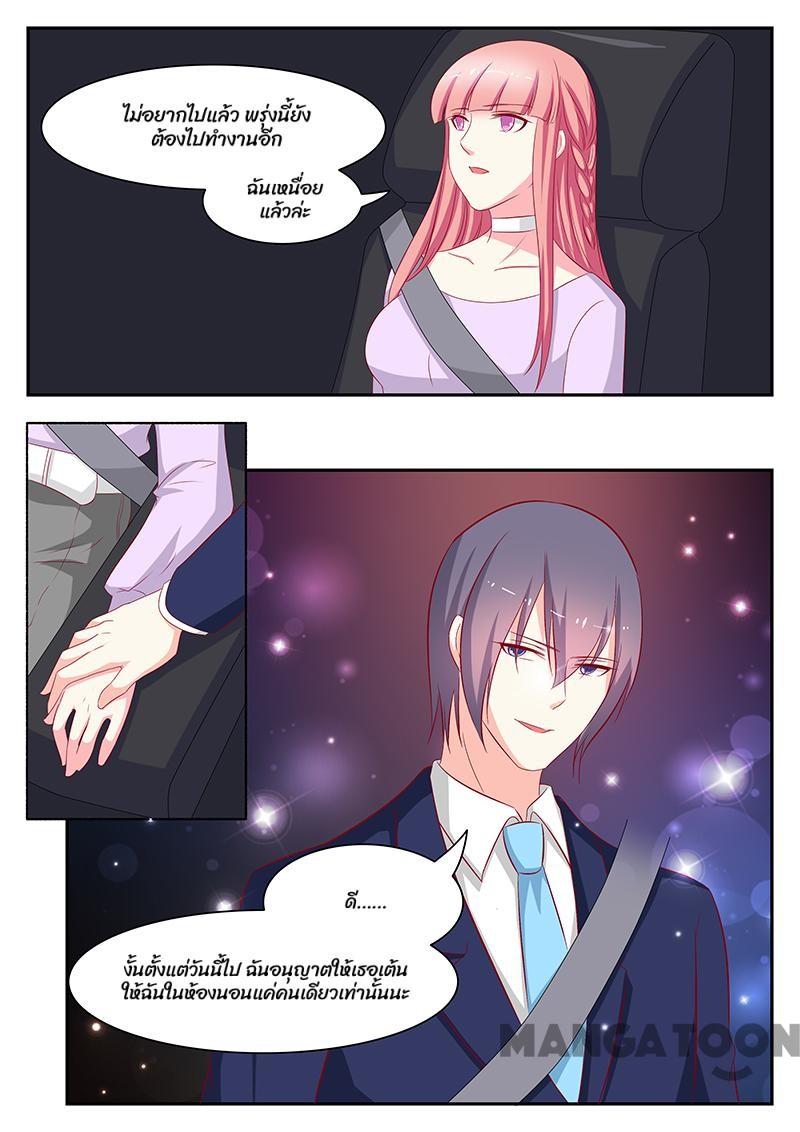 ไม่อยากไปแล้ว พรุ่งนี้ยัง
ต้องไปทำงานอีก
ฉันเหนื่อย
แล้วล่ะ
ดี......
งั้นตั้งแต่วันนี้ไป ฉันอนุญาตให้เธอเต้น
ให้ฉันในห้องนอนแค่คนเดียวเท่านั้นนะ
MANGATOON